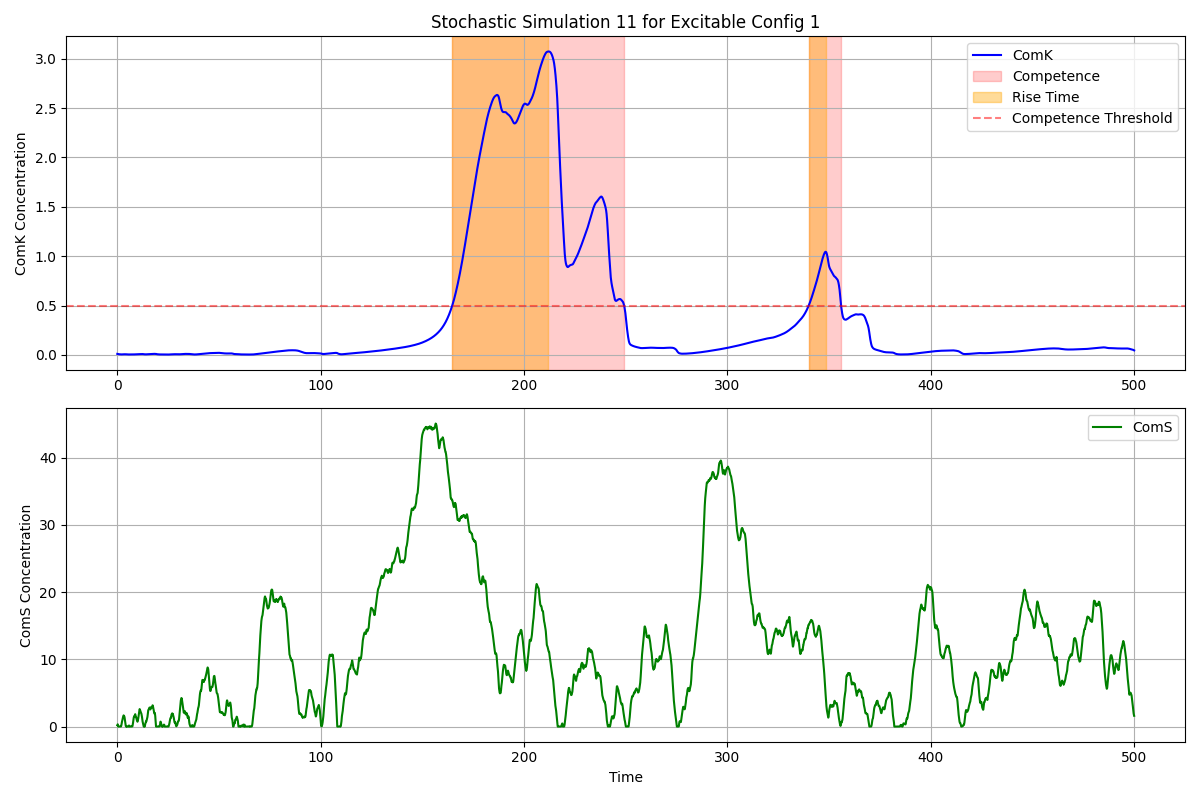 Stochastic Simulation 11 for Excitable Config 1
ComK Concentration
3.0
2.5
2.0
1.5
1.0
0.5
0.0
ComK
Competence
Rise Time
Competence Threshold
0 100 200 300 400 500
ComS Concentration
40
30
20
10
0
ComS
0 100 200 300 400 500
Time